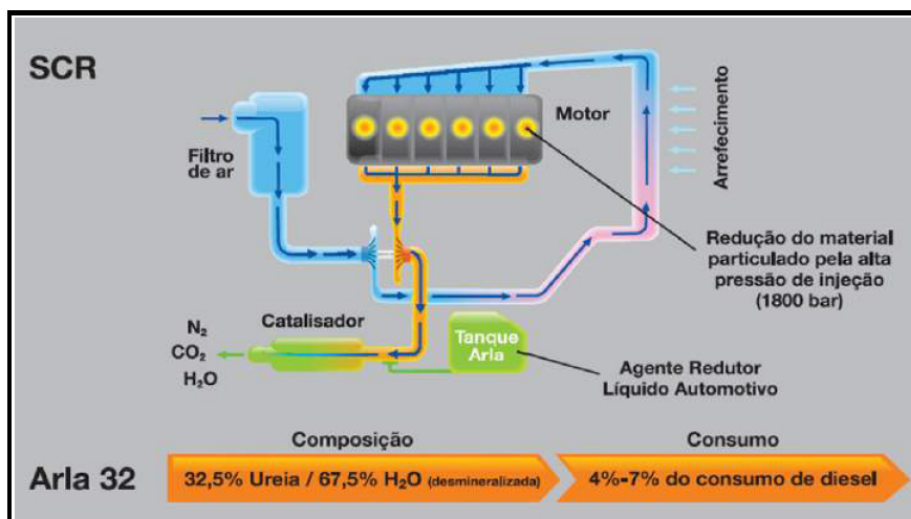 SCR
Filtro
de ar
Motor
Arrefecimento
Redução do material
particulado pela alta
pressão de injeção
(1800 bar)
N₂
CO₂
H₂O
Catalisador
Tanque
Arla
Agente Redutor
Líquido Automotivo
Composição
Consumo
Arla 32
32,5% Ureia / 67,5% H₂O (desmineralizada)
4%-7% do consumo de diesel